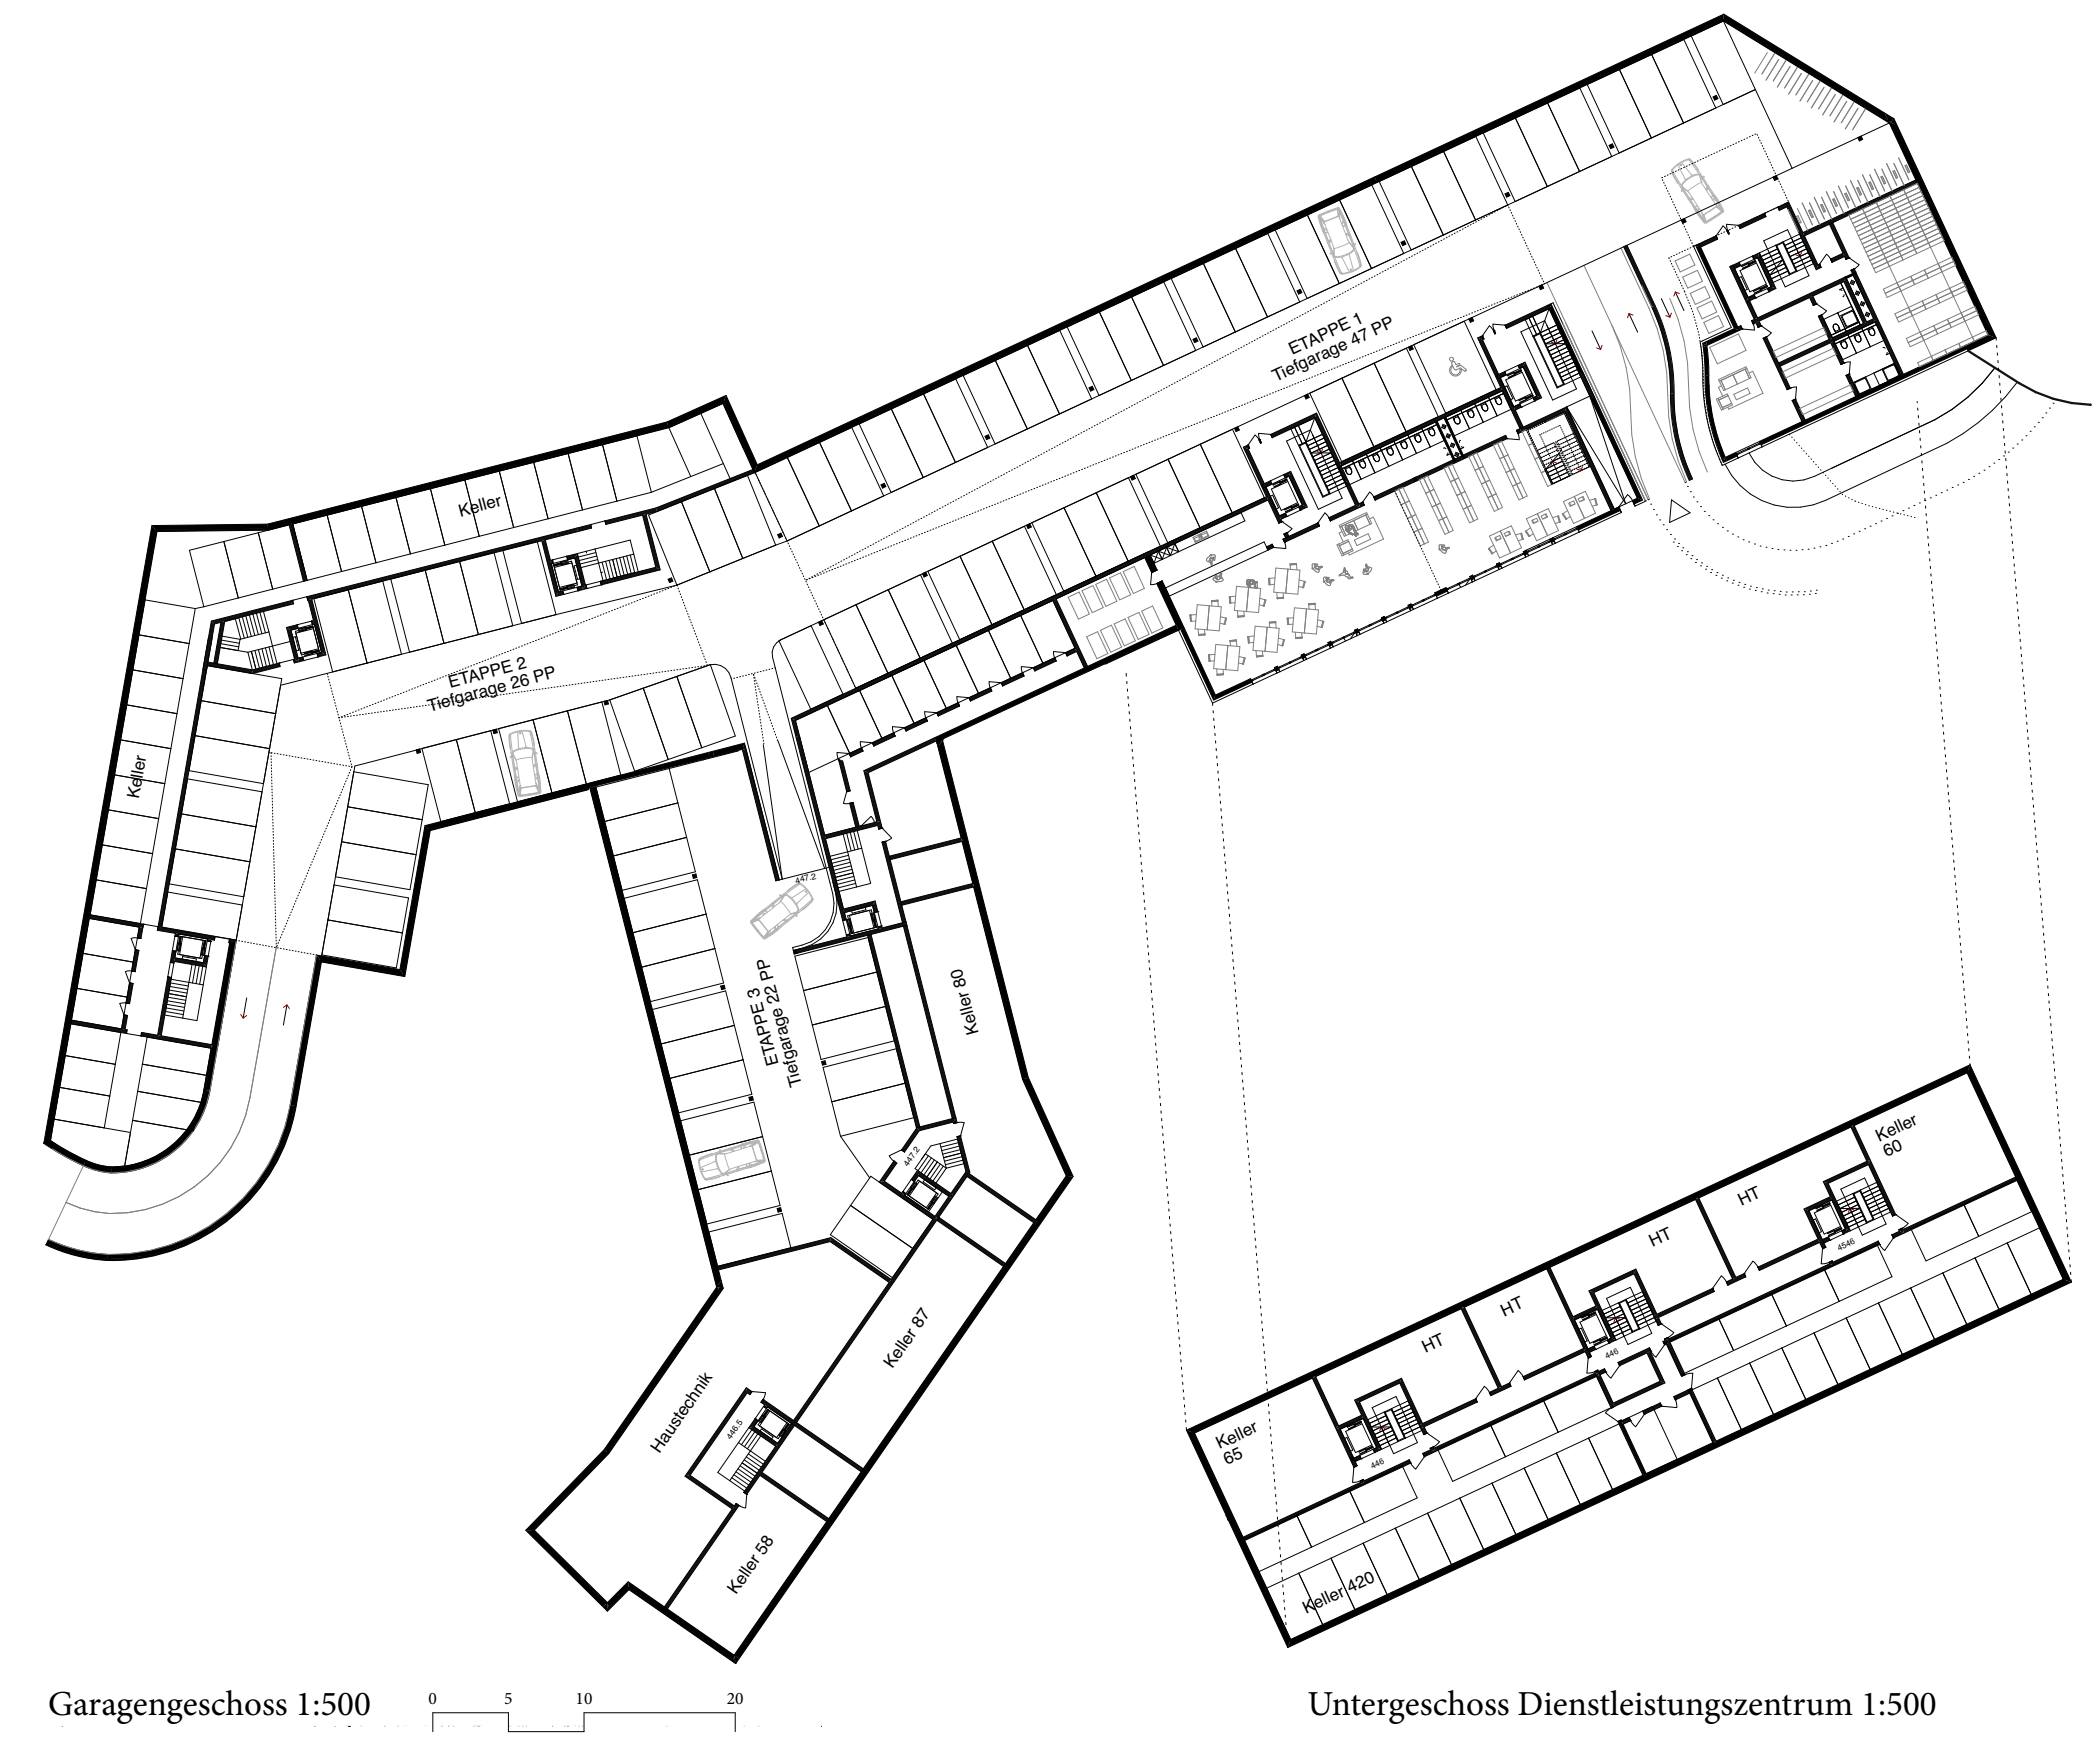 ETAPPE 1
Tiefgarage 47 PP
Keller
ETAPPE 2
Tiefgarage 26 PP
Keller
447.2
ETAPPE 3
Tiefgarage 22 PP
Keller 80
447.2
Keller 87
Haustechnik
446.5
Keller 58
Keller
60
HT
HT
HT
HT
4546
446
446
Keller
65
Keller 420
Garagengeschoss 1:500
0 5 10 20
Untergeschoss Dienstleistungszentrum 1:500